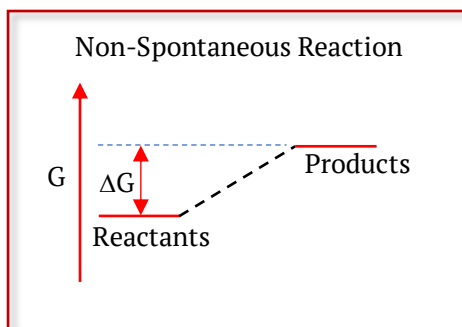 Non-Spontaneous Reaction
Products
G
ΔG
Reactants